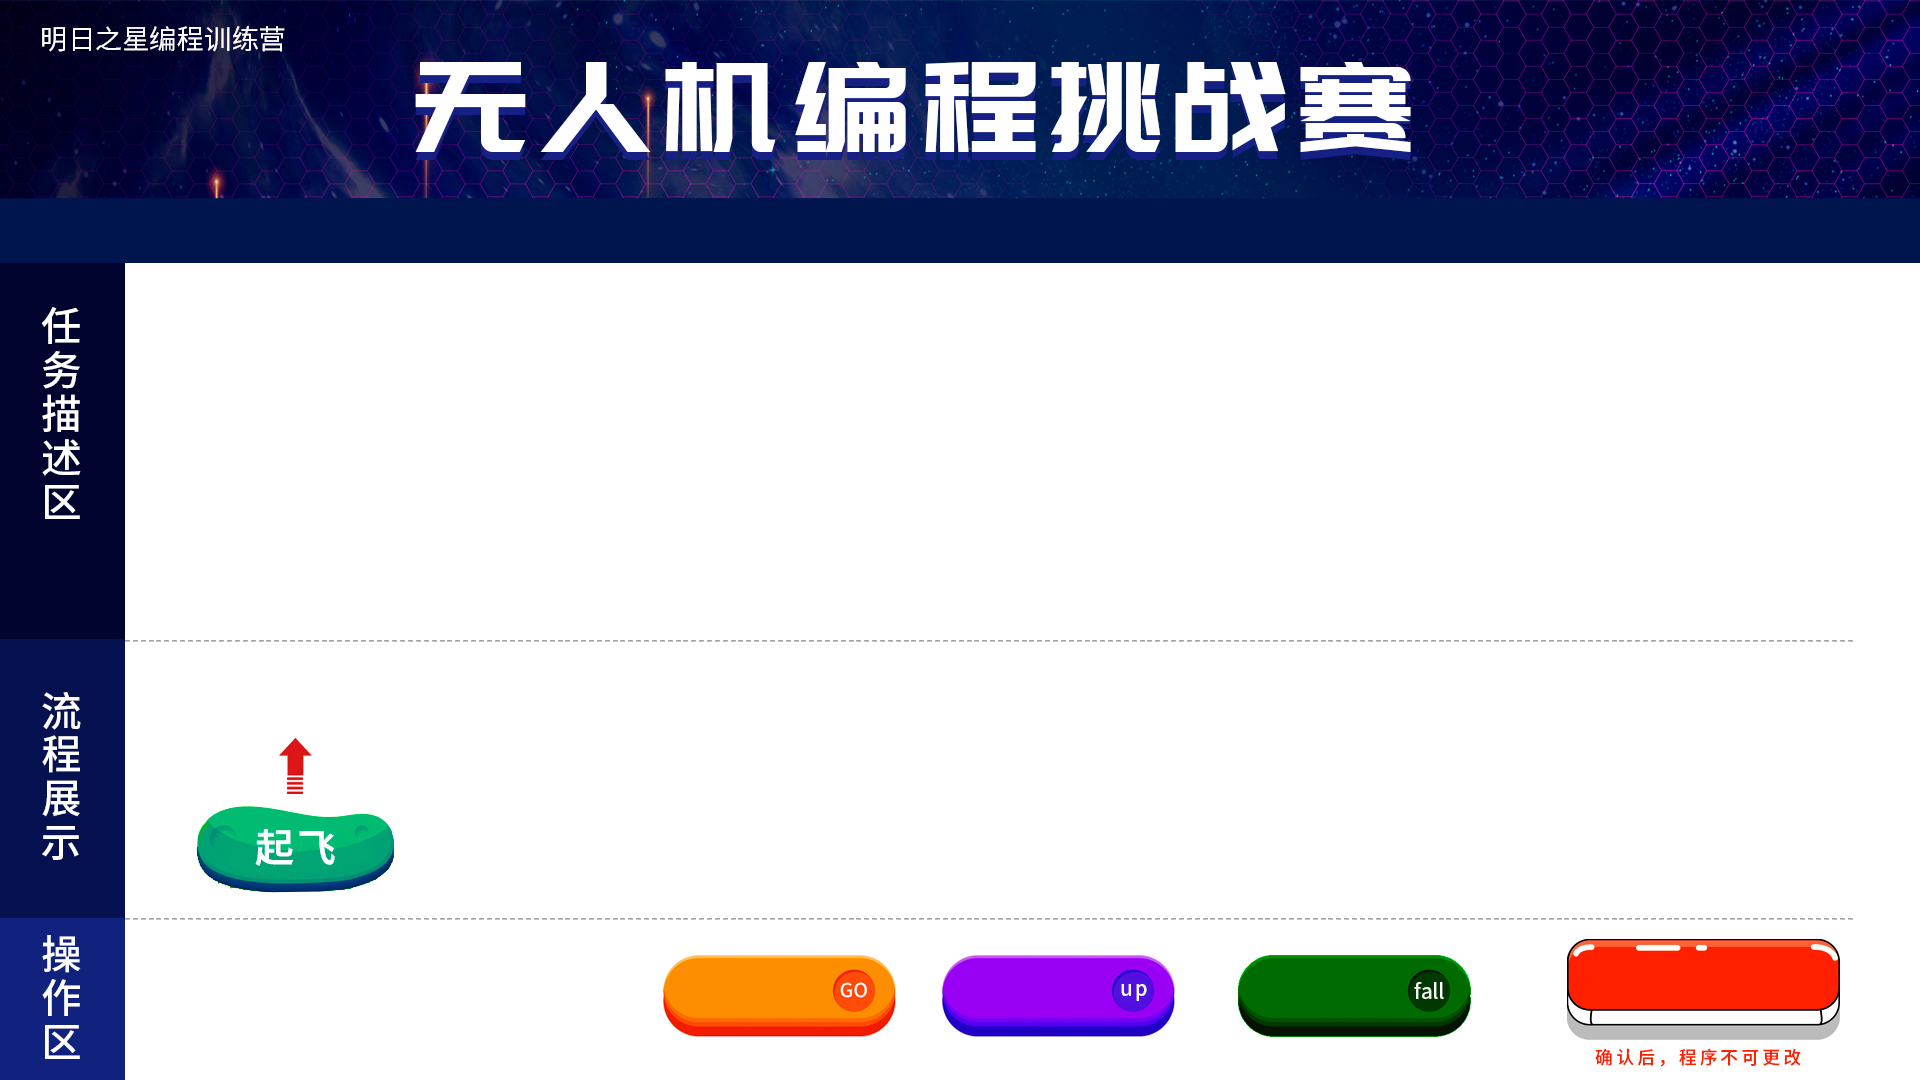 明日之星编程训练营
无人机编程挑战赛
任务描述区
流程展示
起飞
操作区
GO
up
fall
确认后，程序不可更改